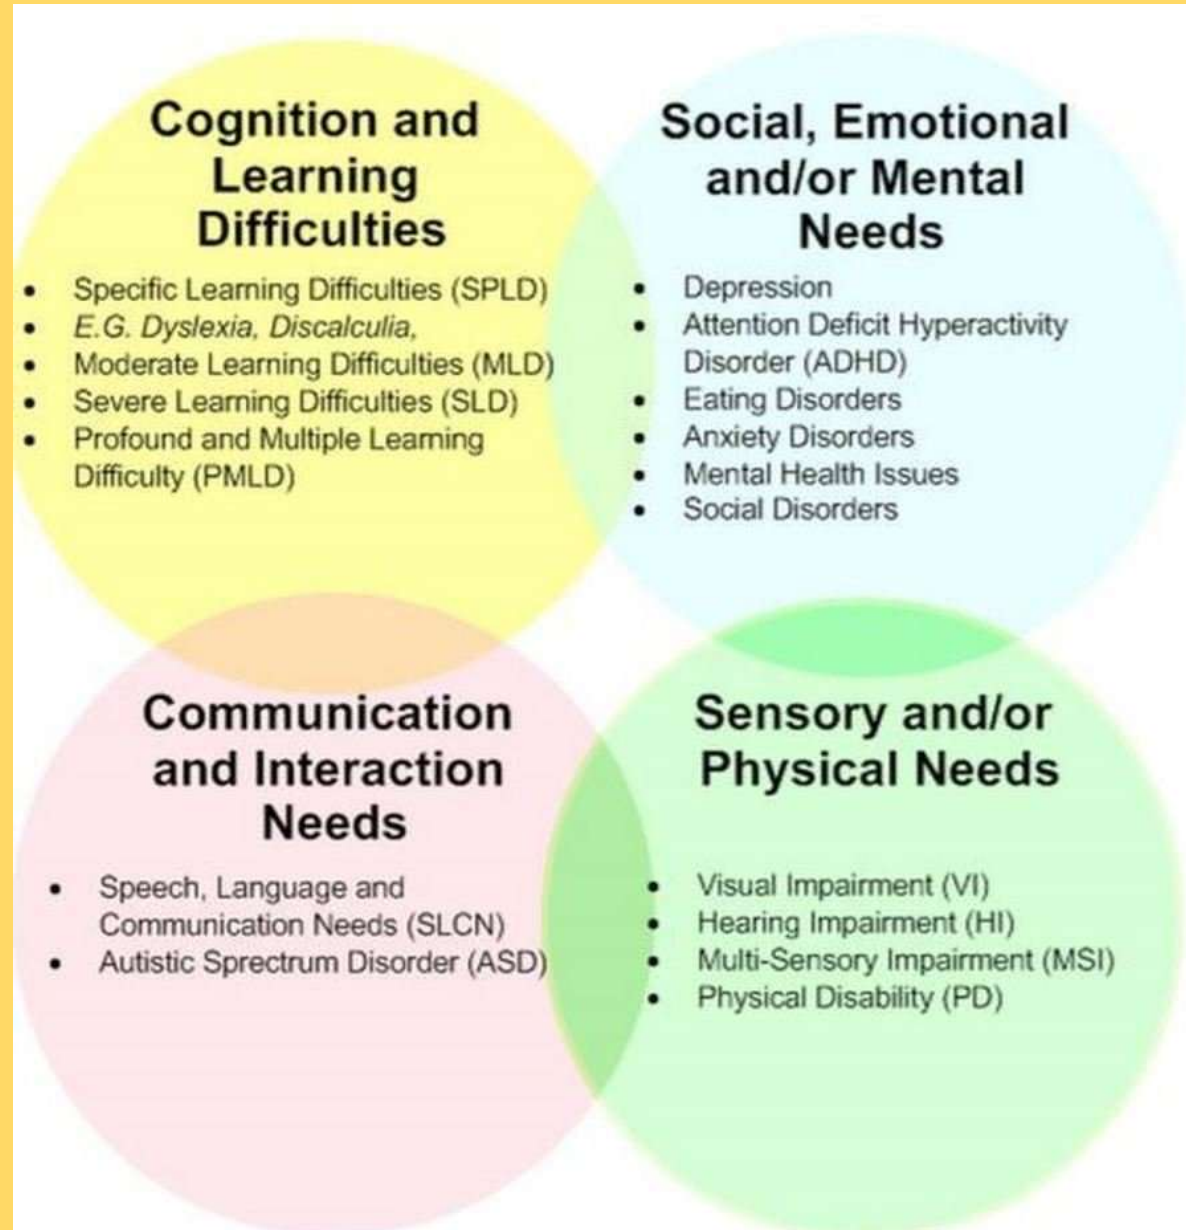 Cognition and
Learning
Difficulties
• Specific Learning Difficulties (SPLD)
• E.G. Dyslexia, Discalculia,
• Moderate Learning Difficulties (MLD)
• Severe Learning Difficulties (SLD)
• Profound and Multiple Learning
Difficulty (PMLD)
Social, Emotional
and/or Mental
Needs
• Depression
• Attention Deficit Hyperactivity
Disorder (ADHD)
• Eating Disorders
• Anxiety Disorders
• Mental Health Issues
• Social Disorders
Communication
and Interaction
Needs
• Speech, Language and
Communication Needs (SLCN)
• Autistic Sprectrum Disorder (ASD)
Sensory and/or
Physical Needs
• Visual Impairment (VI)
• Hearing Impairment (HI)
• Multi-Sensory Impairment (MSI)
• Physical Disability (PD)